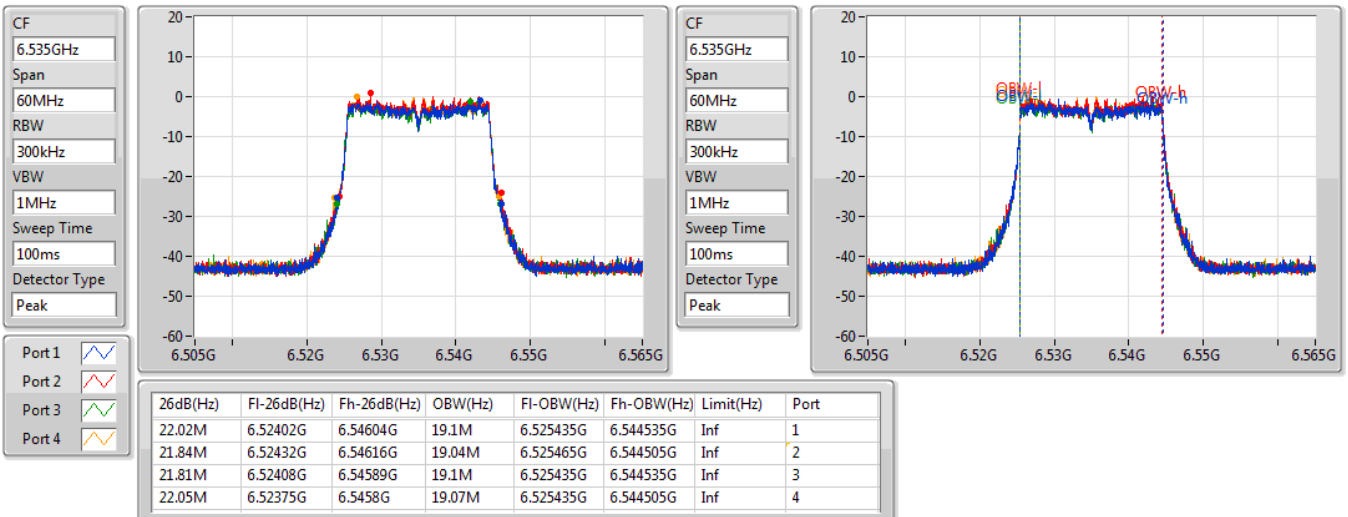 CF
6.535GHz
Span
60MHz
RBW
300kHz
VBW
1MHz
Sweep Time
100ms
Detector Type
Peak
20
10
0
-10
-20
-30
-40
-50
-60
6.505G 6.52G 6.53G 6.54G 6.55G 6.565G
CF
6.535GHz
Span
60MHz
RBW
300kHz
VBW
1MHz
Sweep Time
100ms
Detector Type
Peak
20
10
0
-10
-20
-30
-40
-50
-60
OBW-l OBW-h
OBW-l OBW-h
6.505G 6.52G 6.53G 6.54G 6.55G 6.565G
Port 1
Port 2
Port 3
Port 4
26dB(Hz) Fl-26dB(Hz) Fh-26dB(Hz) OBW(Hz) Fl-OBW(Hz) Fh-OBW(Hz) Limit(Hz) Port
22.02M 6.52402G 6.54604G 19.1M 6.525435G 6.544535G Inf 1
21.84M 6.52432G 6.54616G 19.04M 6.525465G 6.544505G Inf 2
21.81M 6.52408G 6.54589G 19.1M 6.525435G 6.544535G Inf 3
22.05M 6.52375G 6.5458G 19.07M 6.525435G 6.544505G Inf 4